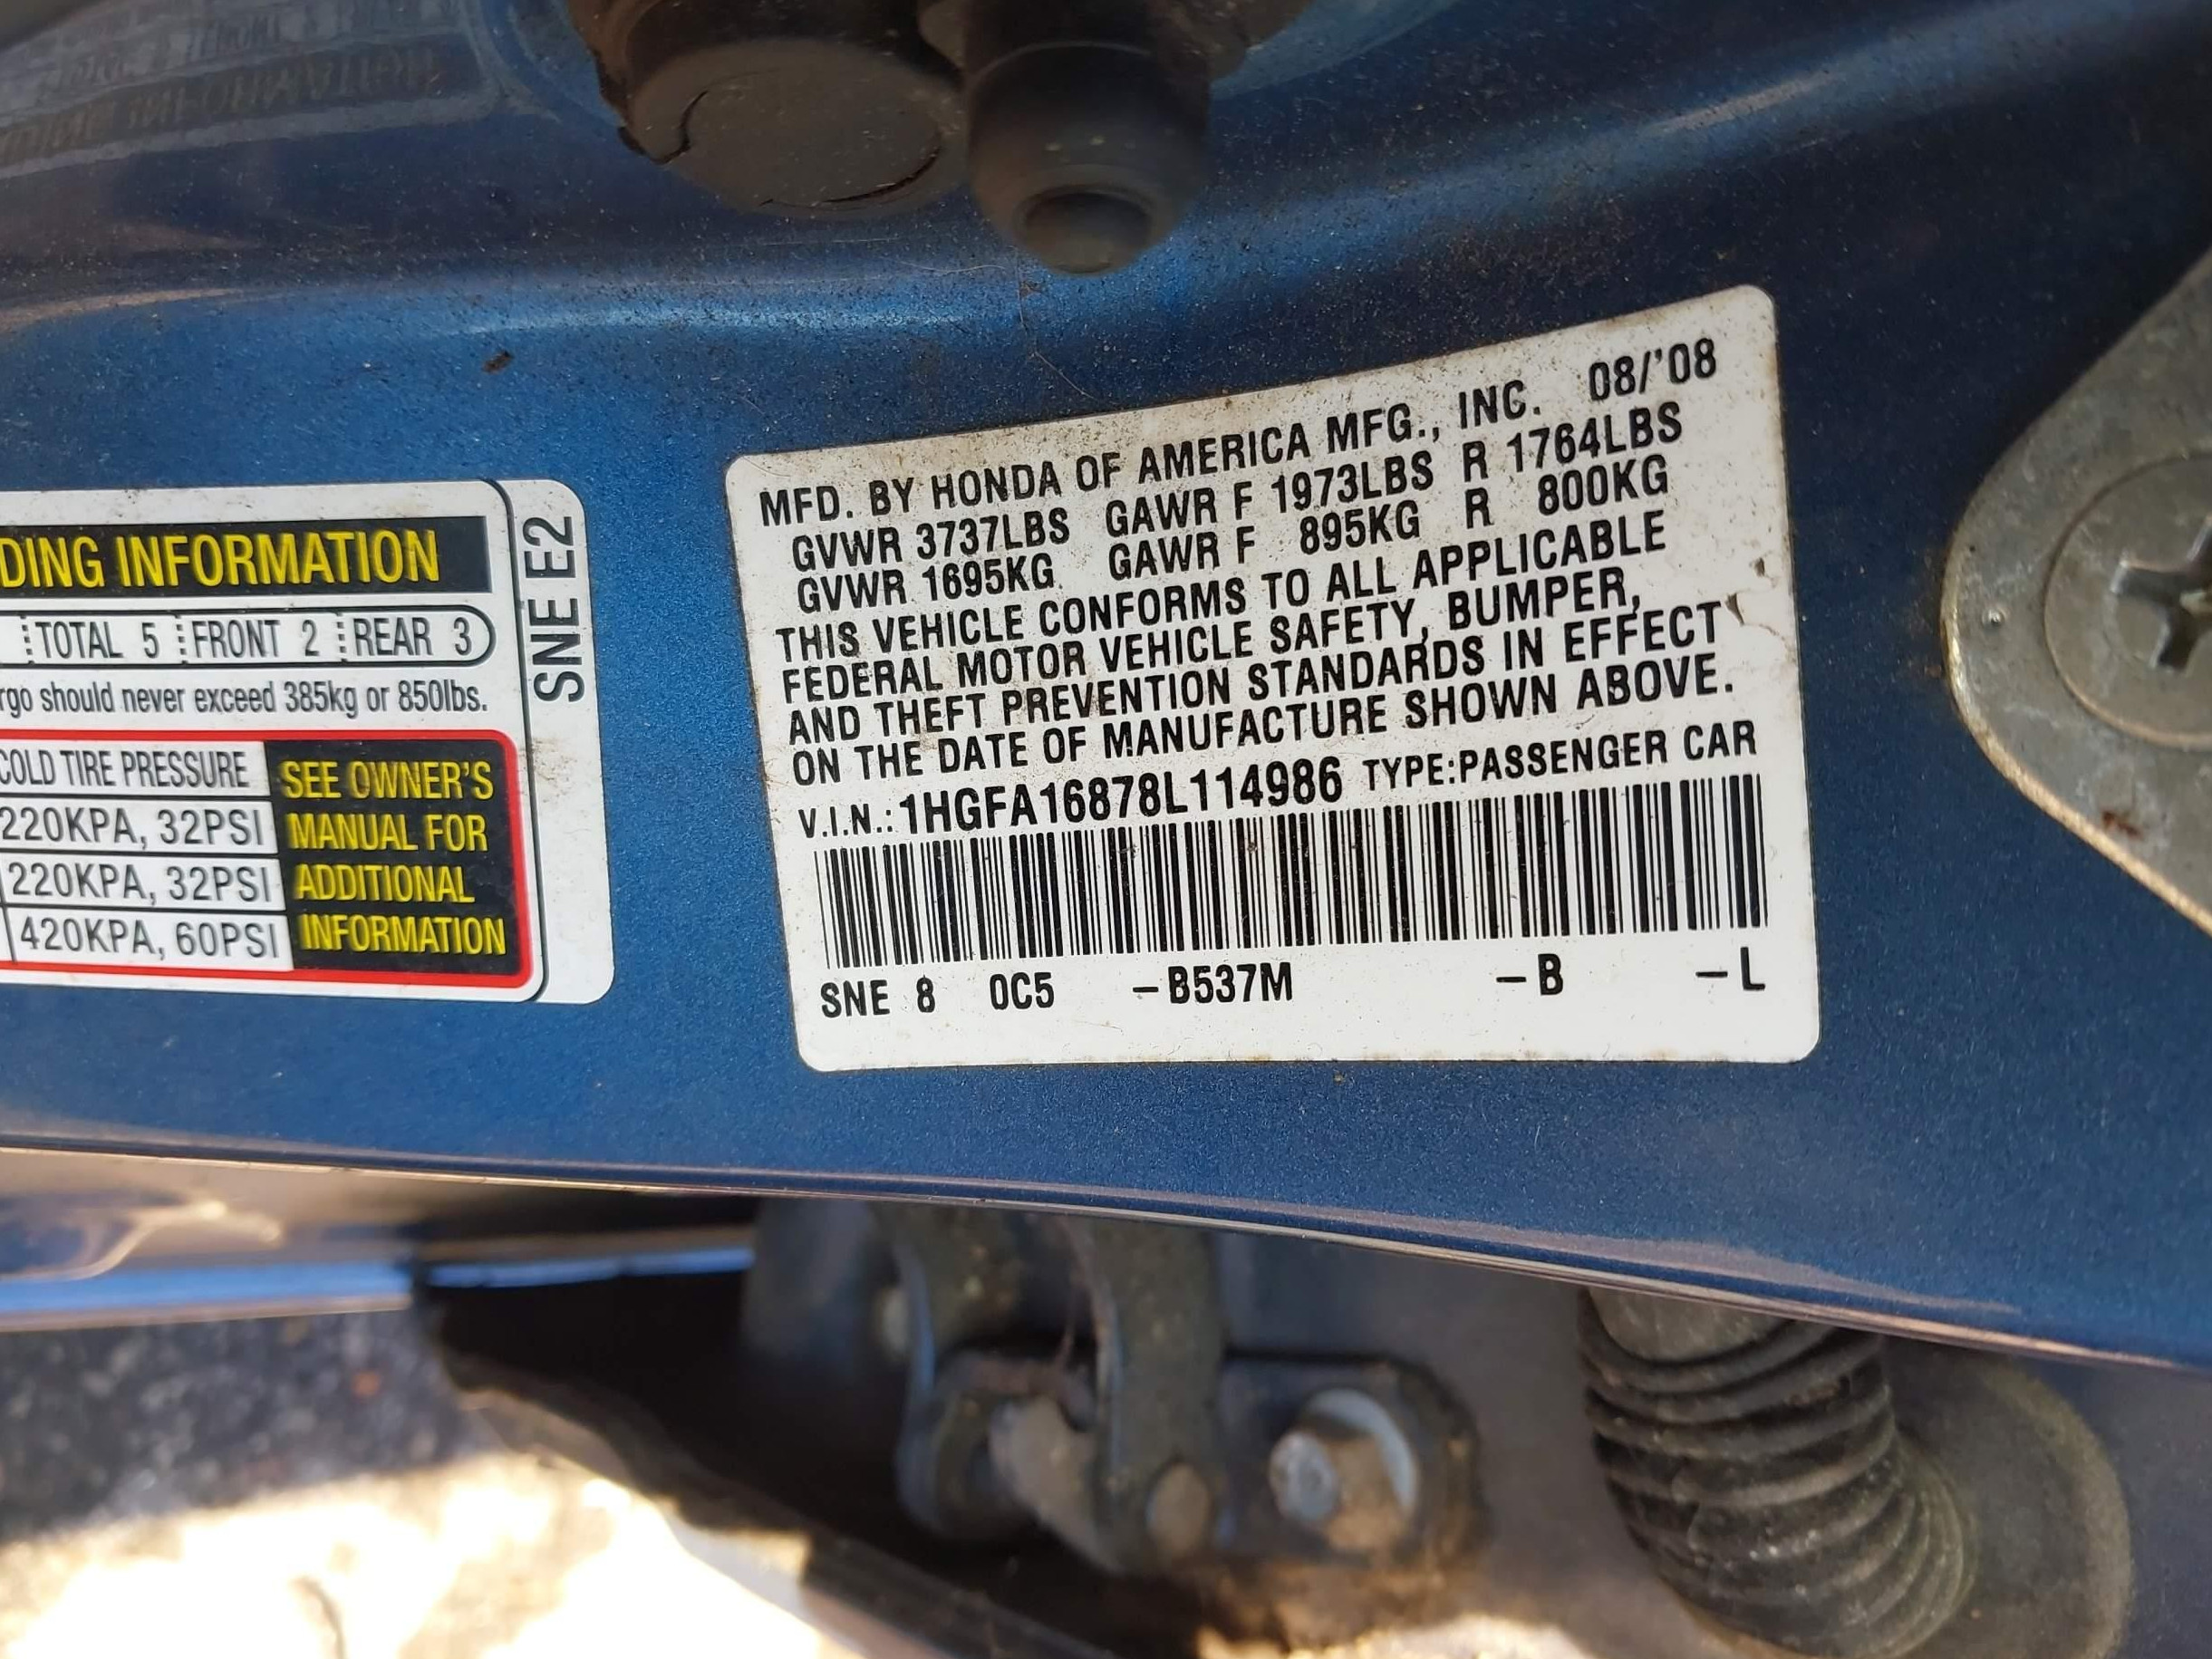 DING INFORMATION
TOTAL 5 FRONT 2 REAR 3
rgo should never exceed 385kg or 850lbs.
COLD TIRE PRESSURE
220KPA, 32PSI
220KPA, 32PSI
420KPA, 60PSI
SEE OWNER'S
MANUAL FOR
ADDITIONAL
INFORMATION
SNE E2
MFD. BY HONDA OF AMERICA MFG., INC. 08/'08
GVWR 3737LBS GAWR F 1973LBS R 1764LBS
GVWR 1695KG GAWR F 895KG R 800KG
THIS VEHICLE CONFORMS TO ALL APPLICABLE
FEDERAL MOTOR VEHICLE SAFETY, BUMPER,
AND THEFT PREVENTION STANDARDS IN EFFECT
ON THE DATE OF MANUFACTURE SHOWN ABOVE.
V.I.N.: 1HGFA16878L114986 TYPE:PASSENGER CAR
SNE 8 0C5 -B537M -B -L